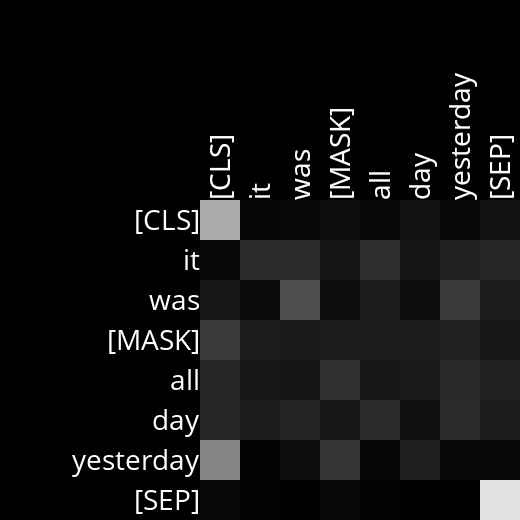 [CLS] it was [MASK] all day yesterday [SEP]
[CLS]
it
was
[MASK]
all
day
yesterday
[SEP]